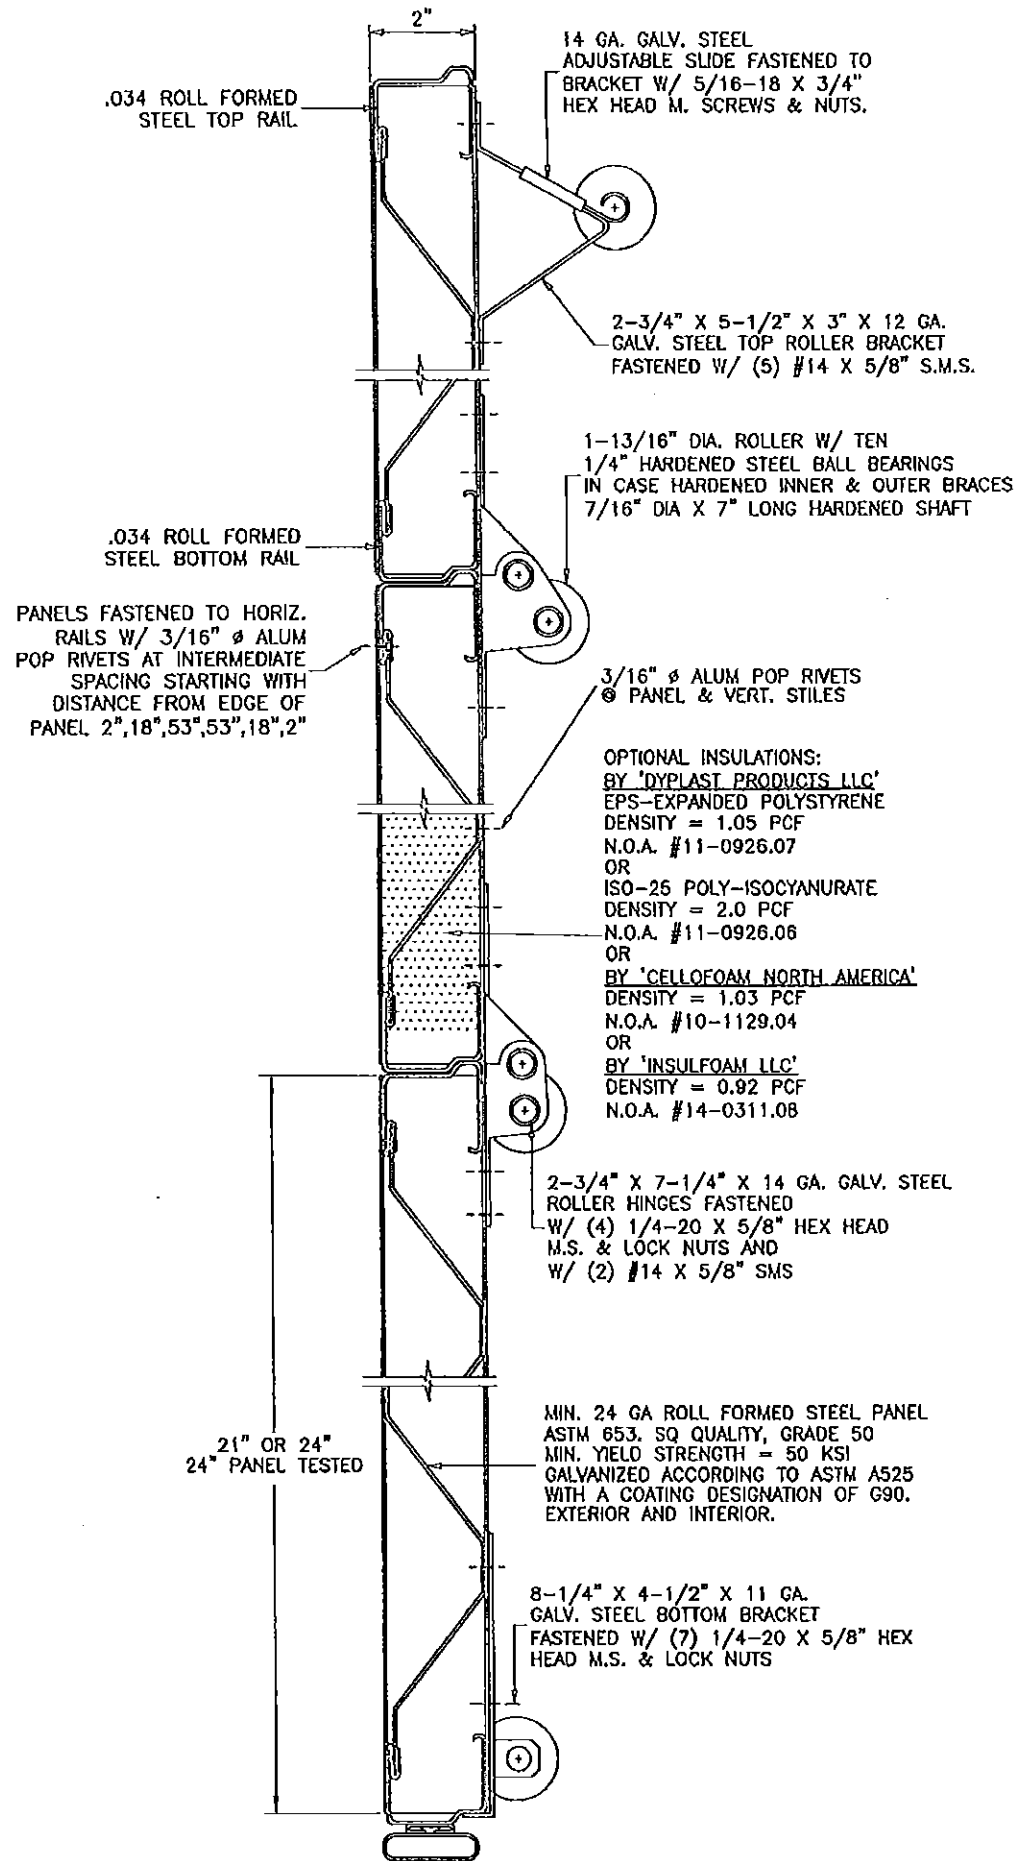 2"
14 GA. GALV. STEEL
ADJUSTABLE SLIDE FASTENED TO
BRACKET W/ 5/16-18 X 3/4"
HEX HEAD M. SCREWS & NUTS.
.034 ROLL FORMED
STEEL TOP RAIL
2-3/4" X 5-1/2" X 3" X 12 GA.
GALV. STEEL TOP ROLLER BRACKET
FASTENED W/ (5) #14 X 5/8" S.M.S.
1-13/16" DIA. ROLLER W/ TEN
1/4" HARDENED STEEL BALL BEARINGS
IN CASE HARDENED INNER & OUTER BRACES
7/16" DIA X 7" LONG HARDENED SHAFT
.034 ROLL FORMED
STEEL BOTTOM RAIL
PANELS FASTENED TO HORIZ.
RAILS W/ 3/16" ø ALUM
POP RIVETS AT INTERMEDIATE
SPACING STARTING WITH
DISTANCE FROM EDGE OF
PANEL 2",18",53",53",18",2"
3/16" ø ALUM POP RIVETS
@ PANEL & VERT. STILES
OPTIONAL INSULATIONS:
BY 'DYPLAST PRODUCTS LLC'
EPS-EXPANDED POLYSTYRENE
DENSITY = 1.05 PCF
N.O.A. #11-0926.07
OR
ISO-25 POLY-ISOCYANURATE
DENSITY = 2.0 PCF
N.O.A. #11-0926.06
OR
BY 'CELLOFOAM NORTH AMERICA'
DENSITY = 1.03 PCF
N.O.A. #10-1129.04
OR
BY 'INSULFOAM LLC'
DENSITY = 0.92 PCF
N.O.A. #14-0311.08
2-3/4" X 7-1/4" X 14 GA. GALV. STEEL
ROLLER HINGES FASTENED
W/ (4) 1/4-20 X 5/8" HEX HEAD
M.S. & LOCK NUTS AND
W/ (2) #14 X 5/8" SMS
21" OR 24"
24" PANEL TESTED
MIN. 24 GA ROLL FORMED STEEL PANEL
ASTM 653. SQ QUALITY, GRADE 50
MIN. YIELD STRENGTH = 50 KSI
GALVANIZED ACCORDING TO ASTM A525
WITH A COATING DESIGNATION OF G90.
EXTERIOR AND INTERIOR.
8-1/4" X 4-1/2" X 11 GA.
GALV. STEEL BOTTOM BRACKET
FASTENED W/ (7) 1/4-20 X 5/8" HEX
HEAD M.S. & LOCK NUTS